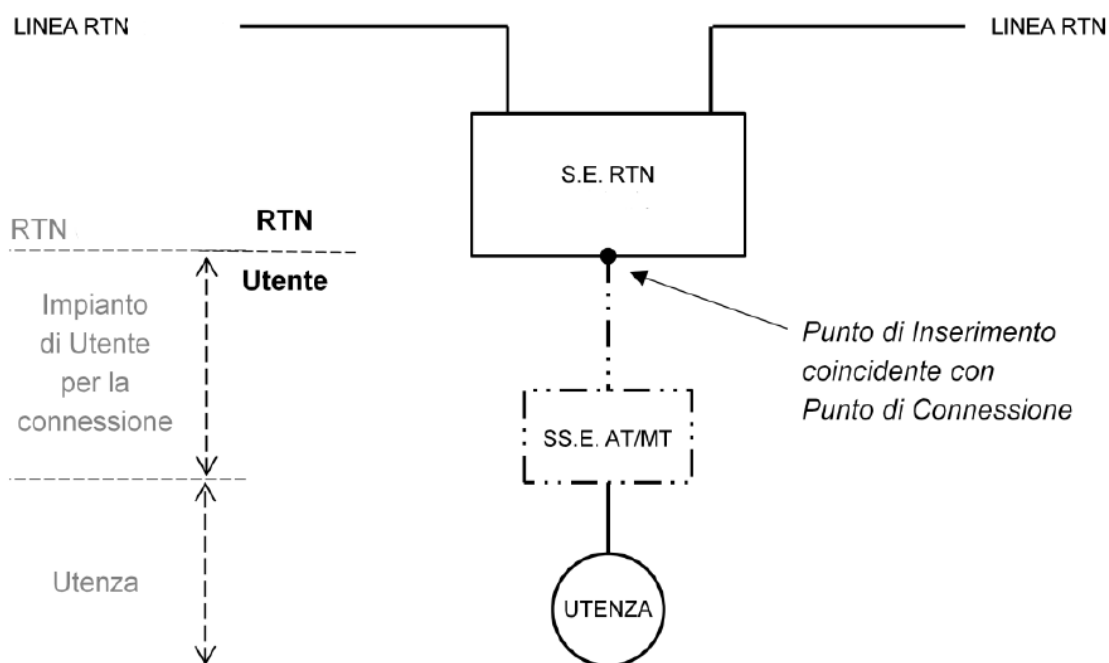 LINEA RTN
LINEA RTN
S.E. RTN
RTN
RTN
Utente
Impianto
di Utente
per la
connessione
Punto di Inserimento
coincidente con
Punto di Connessione
SS.E. AT/MT
Utenza
UTENZA